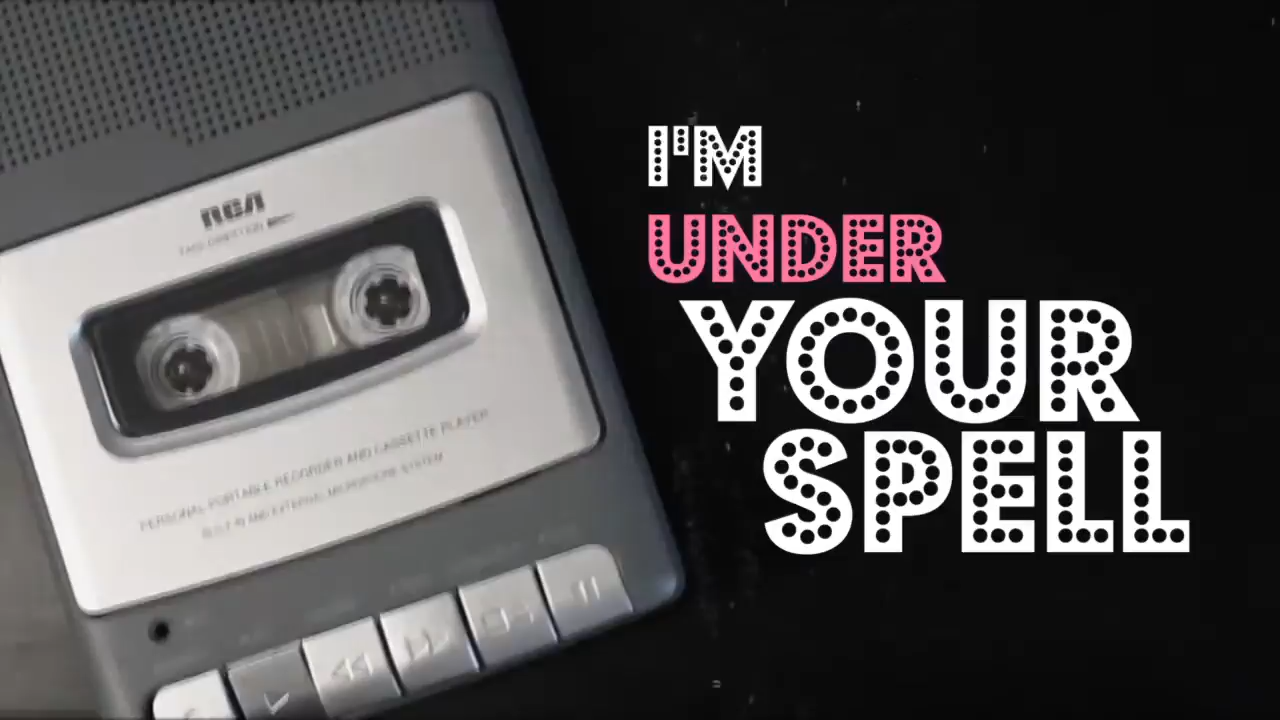 RCA
PERSONAL PORTABLE RECORDER AND CASSETTE PLAYER
BUILT IN AND EXTERNAL MICROPHONE SYSTEM
I'M
UNDER
YOUR
SPELL